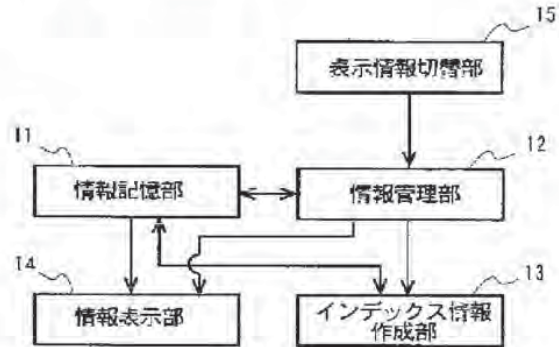 15
表示情報切替部
11
12
情報記憶部
情報管理部
14
13
情報表示部
インデックス情報
作成部